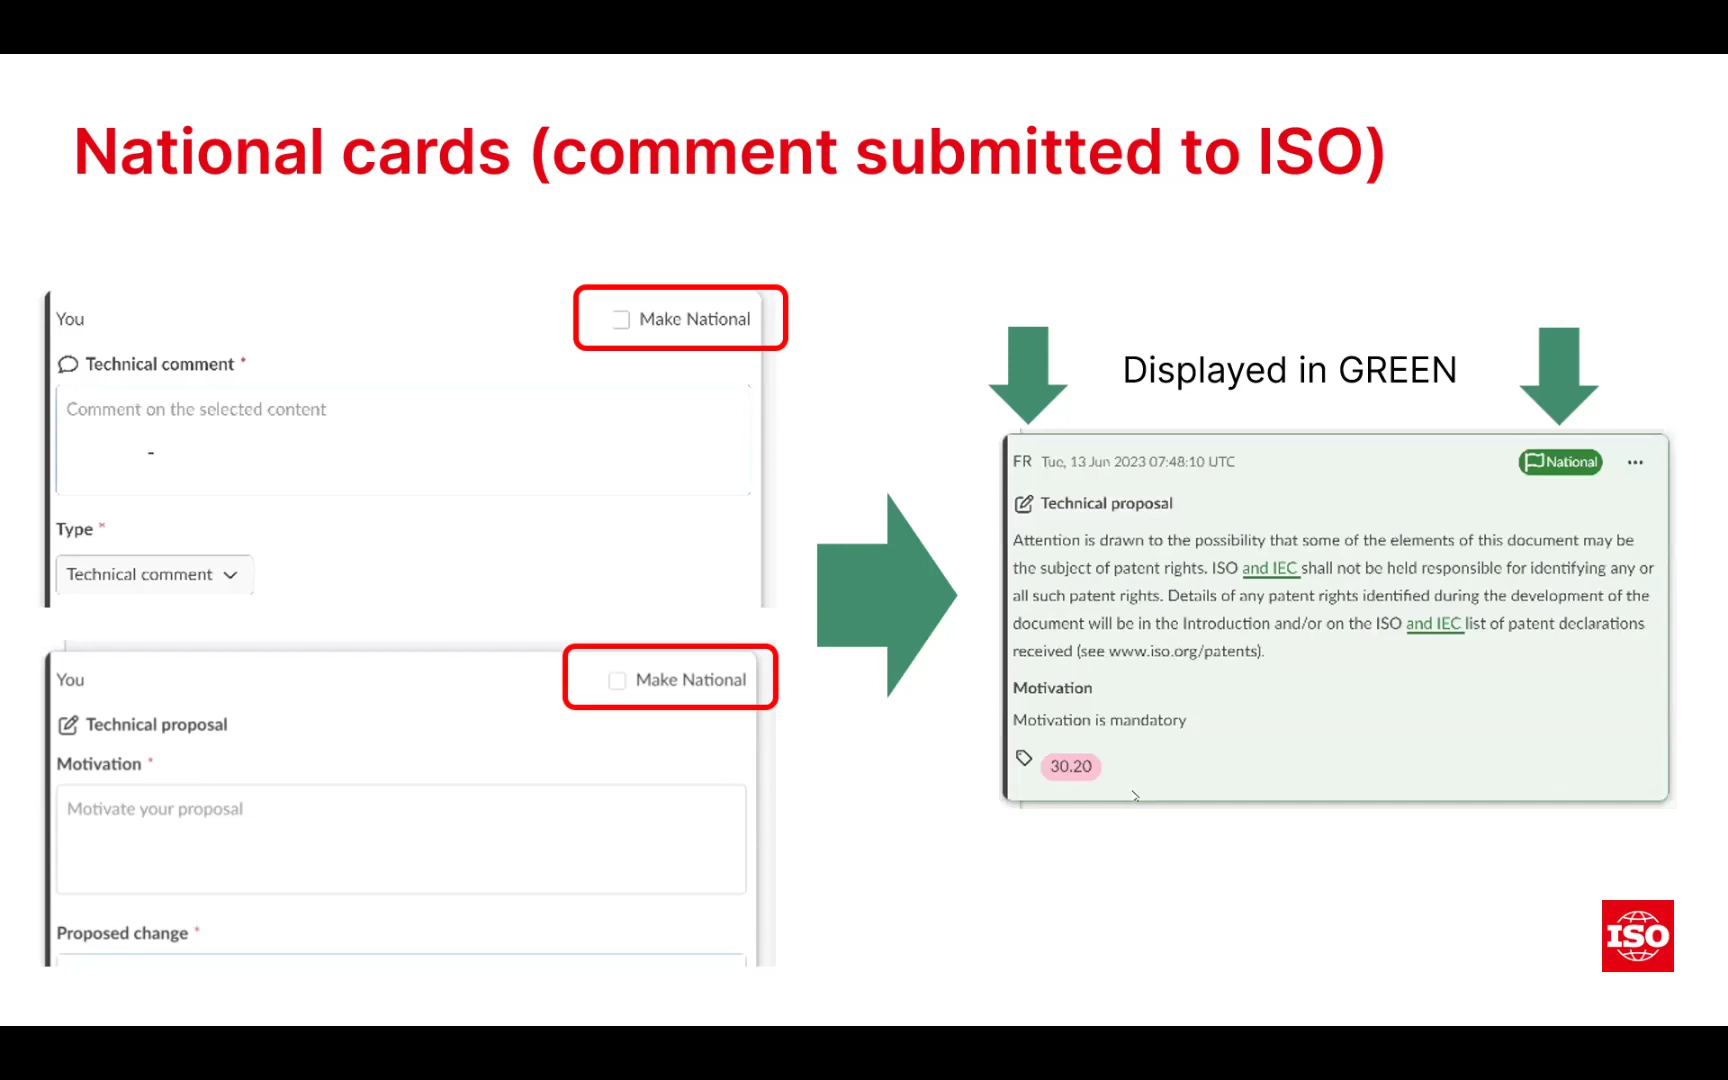 National cards (comment submitted to ISO)
You
Make National
Technical comment *
Comment on the selected content
-
Type *
Technical comment
You
Make National
Technical proposal
Motivation *
Motivate your proposal
Proposed change *
Displayed in GREEN
FR Tue, 13 Jun 2023 07:48:10 UTC
National
...
Technical proposal
Attention is drawn to the possibility that some of the elements of this document may be
the subject of patent rights. ISO and IEC shall not be held responsible for identifying any or
all such patent rights. Details of any patent rights identified during the development of the
document will be in the Introduction and/or on the ISO and IEC list of patent declarations
received (see www.iso.org/patents).
Motivation
Motivation is mandatory
30.20
ISO